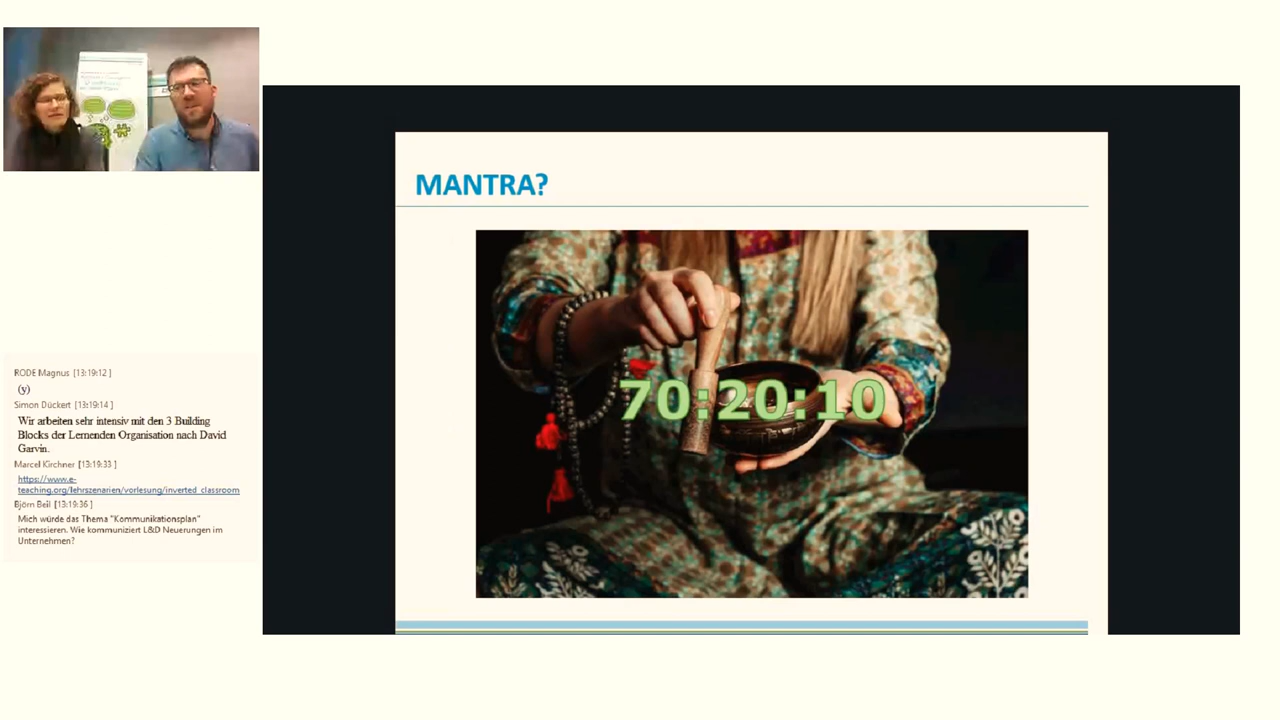 MANTRA?
70:20:10
RODE Magnus [13:19:12 ]
(y)
Simon Dückert [13:19:14 ]
Wir arbeiten sehr intensiv mit den 3 Building
Blocks der Lernenden Organisation nach David
Garvin.
Marcel Kirchner [13:19:33 ]
https://www.e-
teaching.org/lehrszenarien/vorlesung/inverted_classroom
Björn Beil [13:19:36 ]
Mich würde das Thema "Kommunikationsplan"
interessieren. Wie kommuniziert L&D Neuerungen im
Unternehmen?